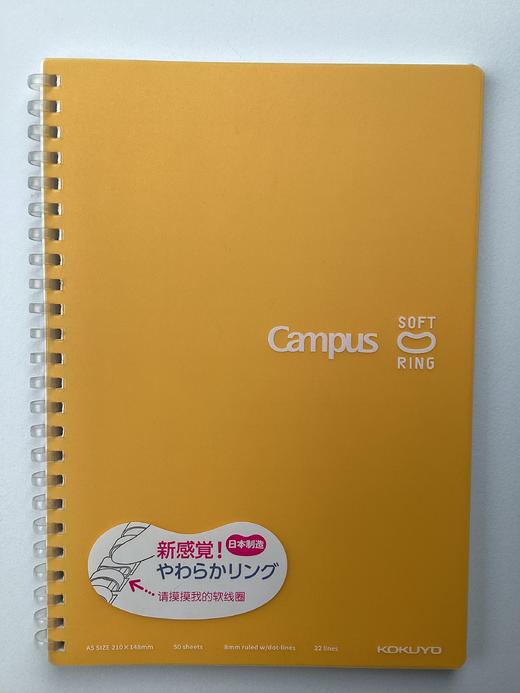 Campus
SOFT
RING
新感覚！
日本制造
やわらかリング
请摸摸我的软线圈
A5 SIZE 210×148mm 50 sheets 8mm ruled w/dot-lines 22 lines KOKUYO